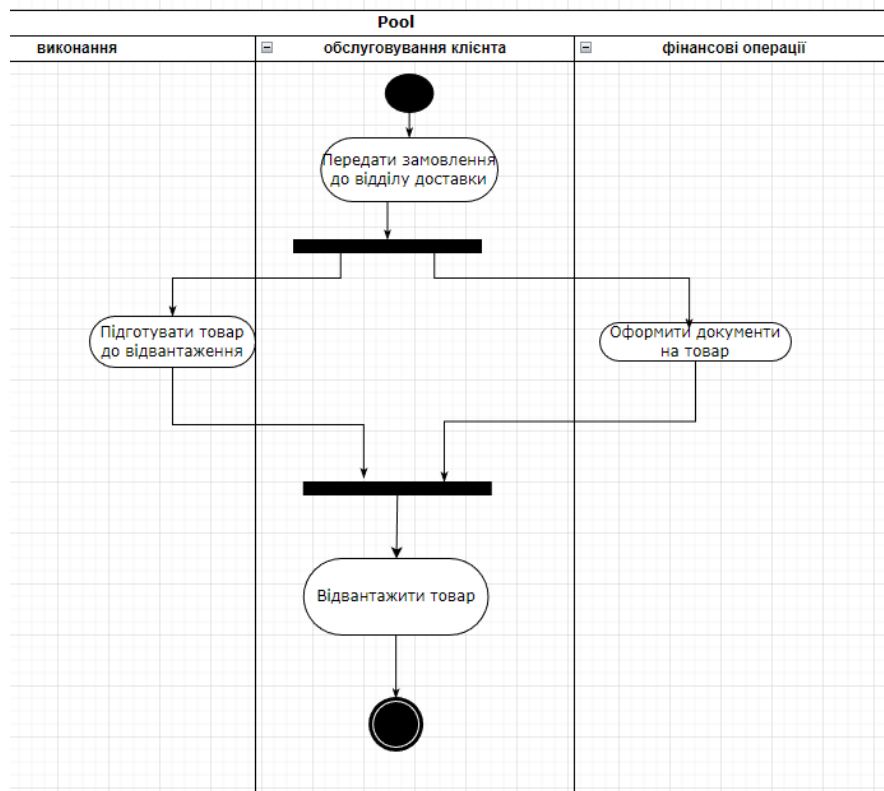 Pool
виконання
обслуговування клієнта
фінансові операції
Передати замовлення
до відділу доставки
Підготувати товар
до відвантаження
Оформити документи
на товар
Відвантажити товар